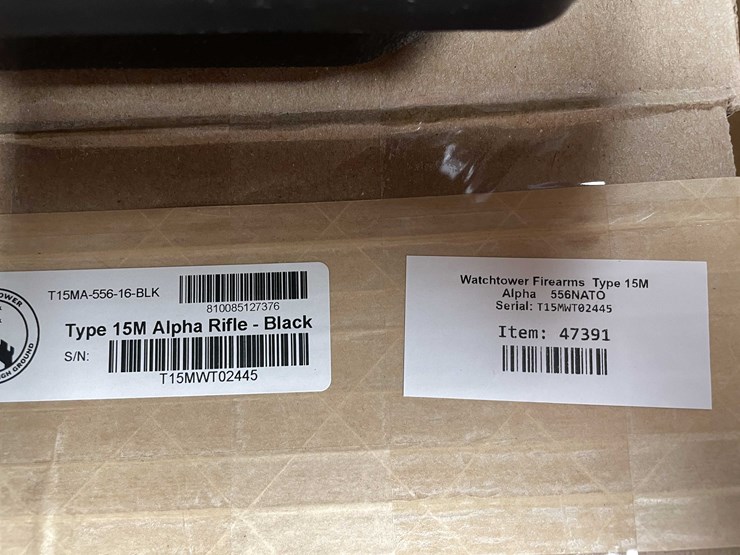 T15MA-556-16-BLK
810085127376
Type 15M Alpha Rifle - Black
S/N:
T15MWT02445
GROUND
Watchtower Firearms Type 15M
Alpha 556NATO
Serial: T15MWT02445
Item: 47391